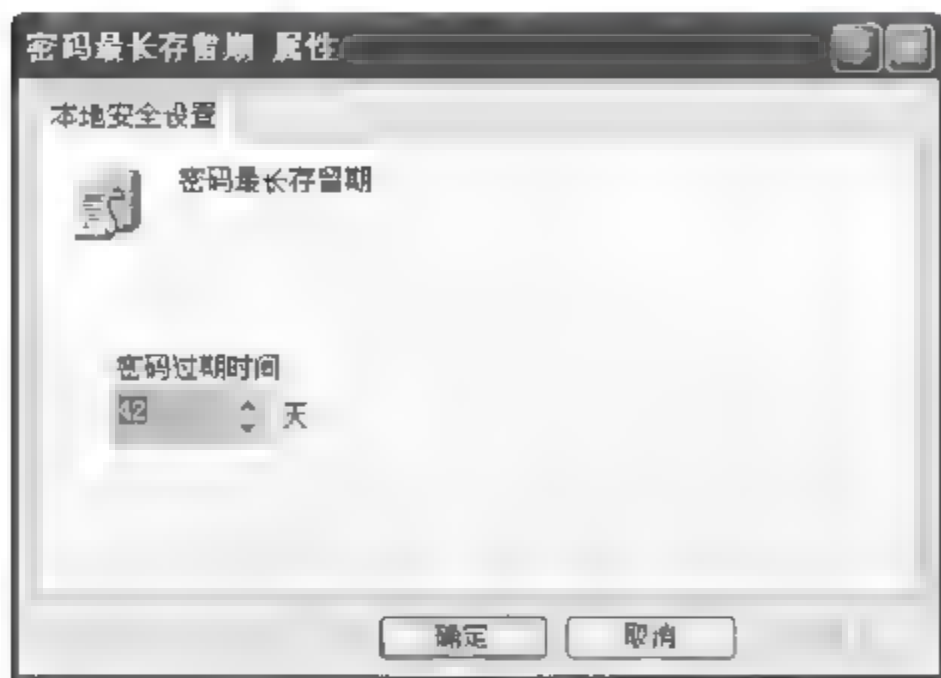 密码最长存留期 属性
本地安全设置
密码最长存留期
密码过期时间
42 天
确定 取消